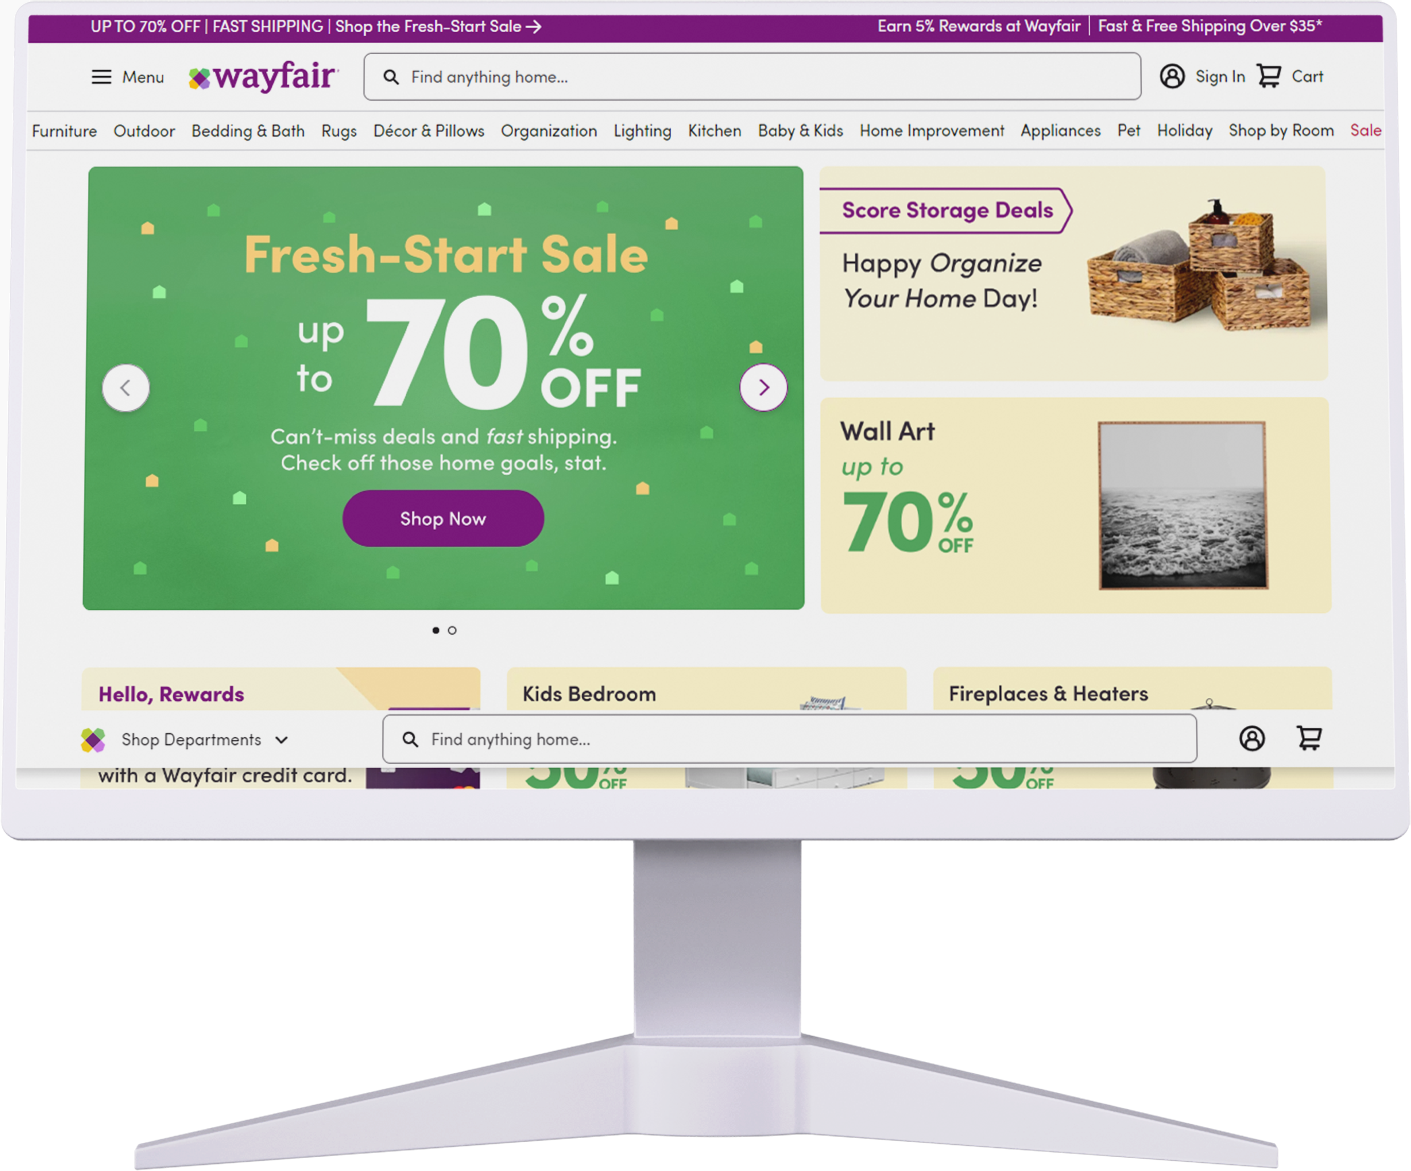 UP TO 70% OFF | FAST SHIPPING | Shop the Fresh-Start Sale →
Earn 5% Rewards at Wayfair | Fast & Free Shipping Over $35*
Menu
wayfair
Find anything home...
Sign In
Cart
Furniture Outdoor Bedding & Bath Rugs Décor & Pillows Organization Lighting Kitchen Baby & Kids Home Improvement Appliances Pet Holiday Shop by Room Sale
Fresh-Start Sale
up to 70% OFF
Can't-miss deals and fast shipping.
Check off those home goals, stat.
Shop Now
Score Storage Deals
Happy Organize
Your Home Day!
Wall Art
up to
70% OFF
Hello, Rewards
Kids Bedroom
Fireplaces & Heaters
Shop Departments
Find anything home...
with a Wayfair credit card.
OFF
OFF